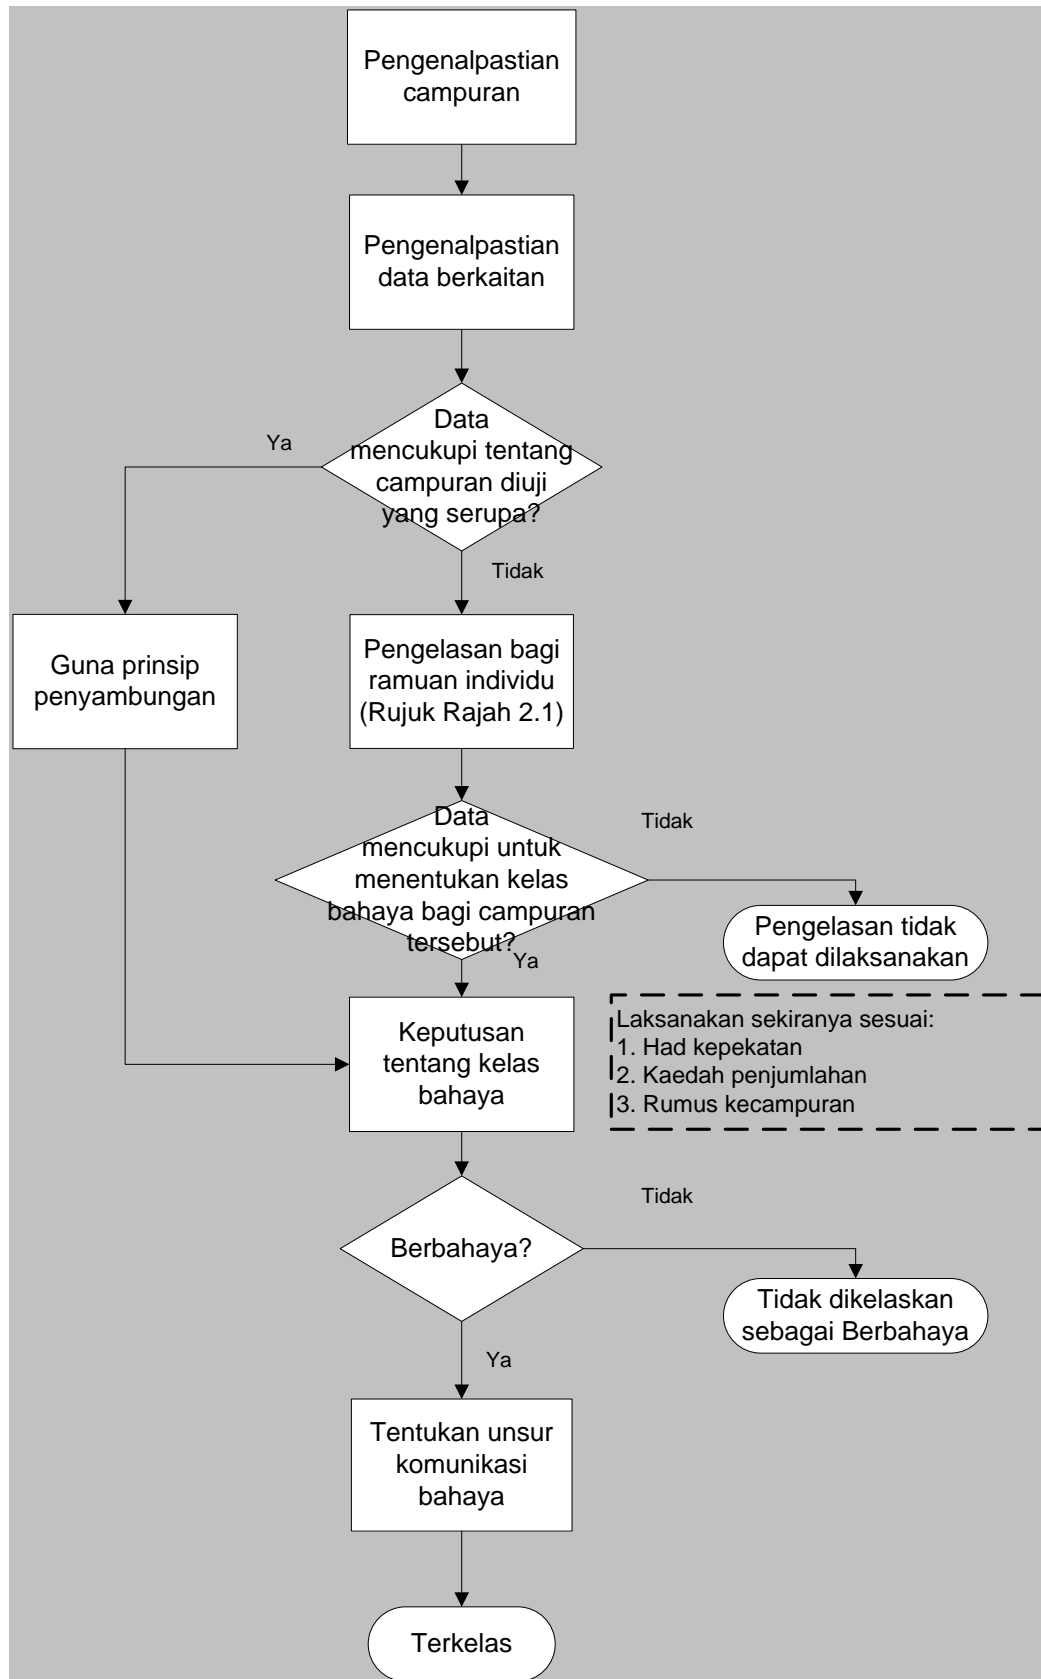 Pengenalpastian
campuran
Pengenalpastian
data berkaitan
Data
mencukupi tentang
campuran diuji
yang serupa?
Ya
Tidak
Guna prinsip
penyambungan
Pengelasan bagi
ramuan individu
(Rujuk Rajah 2.1)
Data
mencukupi untuk
menentukan kelas
bahaya bagi campuran
tersebut?
Tidak
Pengelasan tidak
dapat dilaksanakan
Ya
Keputusan
tentang kelas
bahaya
Laksanakan sekiranya sesuai:
1. Had kepekatan
2. Kaedah penjumlahan
3. Rumus kecampuran
Berbahaya?
Tidak
Tidak dikelaskan
sebagai Berbahaya
Ya
Tentukan unsur
komunikasi
bahaya
Terkelas